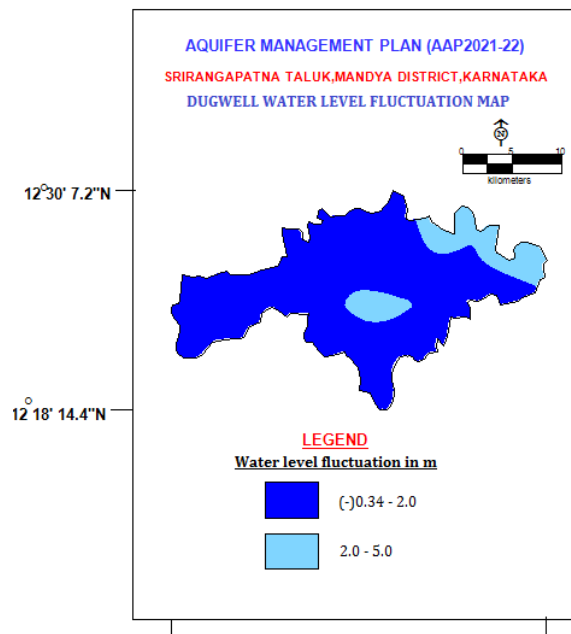 AQUIFER MANAGEMENT PLAN (AAP2021-22)
SRIRANGAPATNA TALUK,MANDYA DISTRICT,KARNATAKA
DUGWELL WATER LEVEL FLUCTUATION MAP
N
0 5 10
kilometers
12°30' 7.2"N
12°18' 14.4"N
LEGEND
Water level fluctuation in m
(-)0.34 - 2.0
2.0 - 5.0